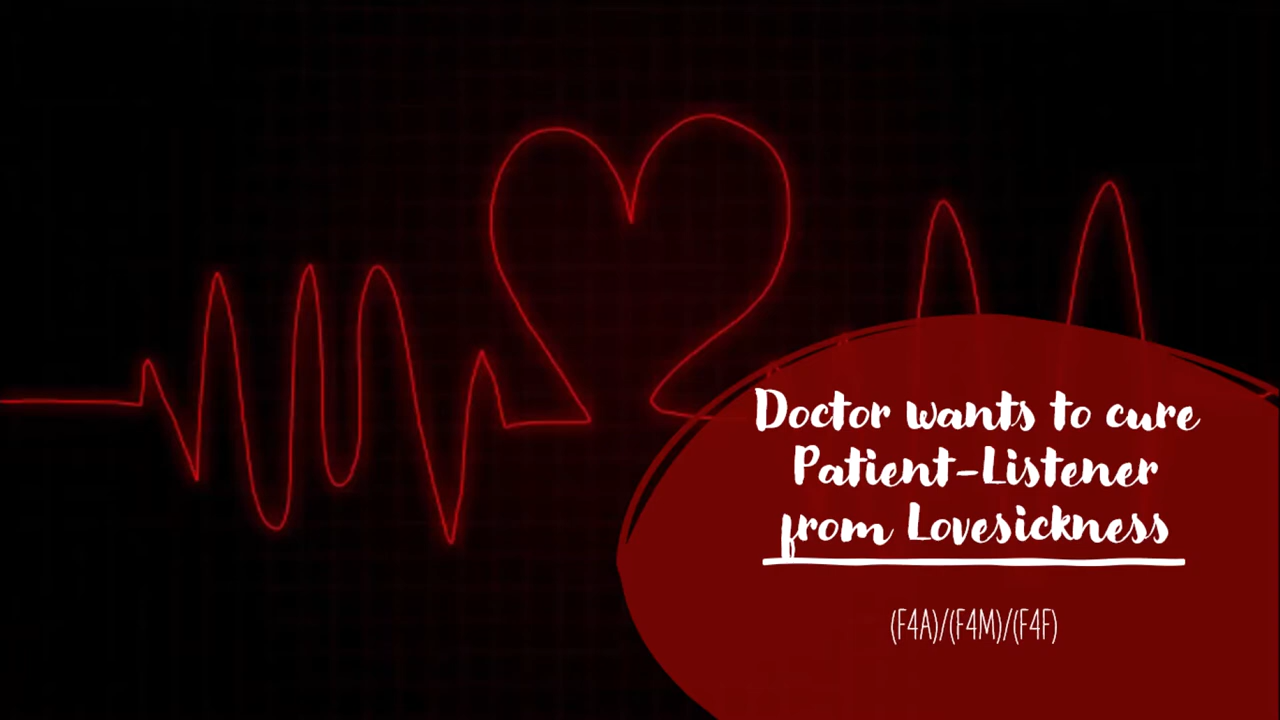 Doctor wants to cure
Patient-Listener
from Lovesickness
(F4A)/(F4M)/(F4F)